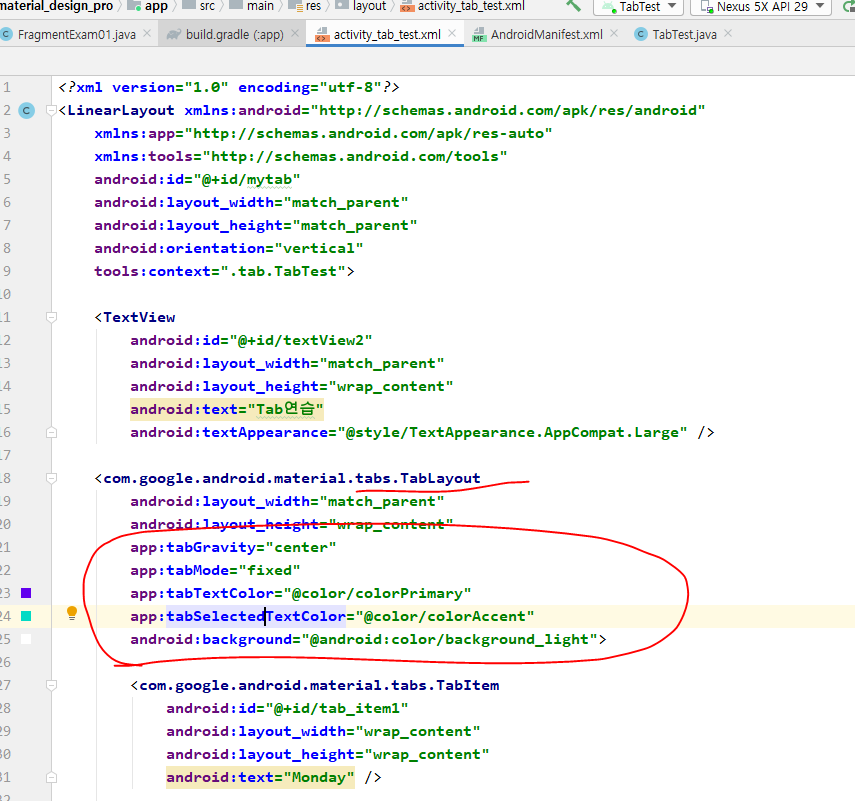 material_design_pro app src main res layout activity_tab_test.xml TabTest Nexus 5X API 29
FragmentExam01.java build.gradle (:app) activity_tab_test.xml AndroidManifest.xml TabTest.java
1 <?xml version="1.0" encoding="utf-8"?>
2 <LinearLayout xmlns:android="http://schemas.android.com/apk/res/android"
3 xmlns:app="http://schemas.android.com/apk/res-auto"
4 xmlns:tools="http://schemas.android.com/tools"
5 android:id="@+id/mytab"
6 android:layout_width="match_parent"
7 android:layout_height="match_parent"
8 android:orientation="vertical"
9 tools:context=".tab.TabTest">
10
11 <TextView
12 android:id="@+id/textView2"
13 android:layout_width="match_parent"
14 android:layout_height="wrap_content"
15 android:text="Tab연습"
16 android:textAppearance="@style/TextAppearance.AppCompat.Large" />
17
18 <com.google.android.material.tabs.TabLayout
19 android:layout_width="match_parent"
20 android:layout_height="wrap_content"
21 app:tabGravity="center"
22 app:tabMode="fixed"
23 app:tabTextColor="@color/colorPrimary"
24 app:tabSelectedTextColor="@color/colorAccent"
25 android:background="@android:color/background_light">
26
27 <com.google.android.material.tabs.TabItem
28 android:id="@+id/tab_item1"
29 android:layout_width="wrap_content"
30 android:layout_height="wrap_content"
31 android:text="Monday" />